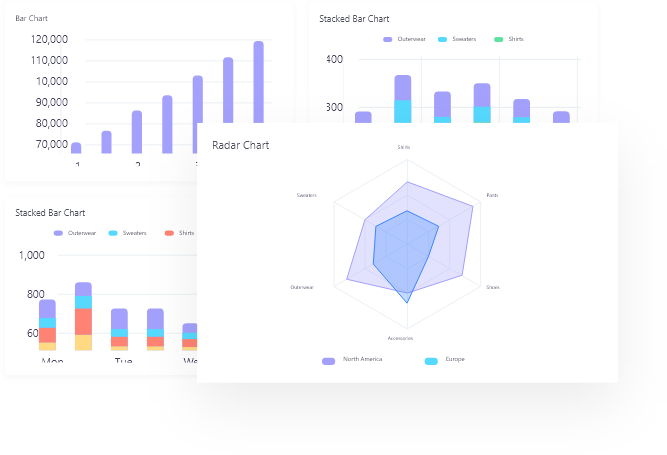 Bar Chart
120,000
110,000
100,000
90,000
80,000
70,000
1
2
Stacked Bar Chart
Outerwear Sweaters Shirts
400
300
Stacked Bar Chart
Outerwear Sweaters Shirts
1,000
800
60
Mon Tue We
Radar Chart
Shirts
Sweaters
Pants
Outerwear
Shoes
Accessories
North America Europe